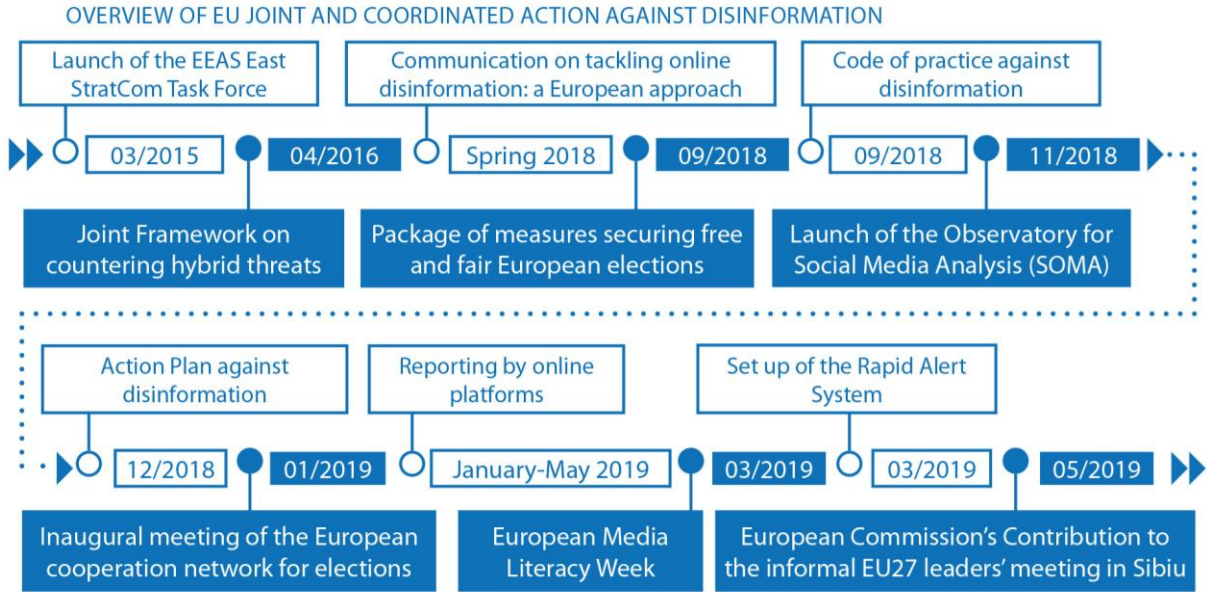 OVERVIEW OF EU JOINT AND COORDINATED ACTION AGAINST DISINFORMATION
Launch of the EEAS East
StratCom Task Force
Communication on tackling online
disinformation: a European approach
Code of practice against
disinformation
03/2015
04/2016
Spring 2018
09/2018
09/2018
11/2018
Joint Framework on
countering hybrid threats
Package of measures securing free
and fair European elections
Launch of the Observatory for
Social Media Analysis (SOMA)
Action Plan against
disinformation
Reporting by online
platforms
Set up of the Rapid Alert
System
12/2018
01/2019
January-May 2019
03/2019
03/2019
05/2019
Inaugural meeting of the European
cooperation network for elections
European Media
Literacy Week
European Commission's Contribution to
the informal EU27 leaders' meeting in Sibiu